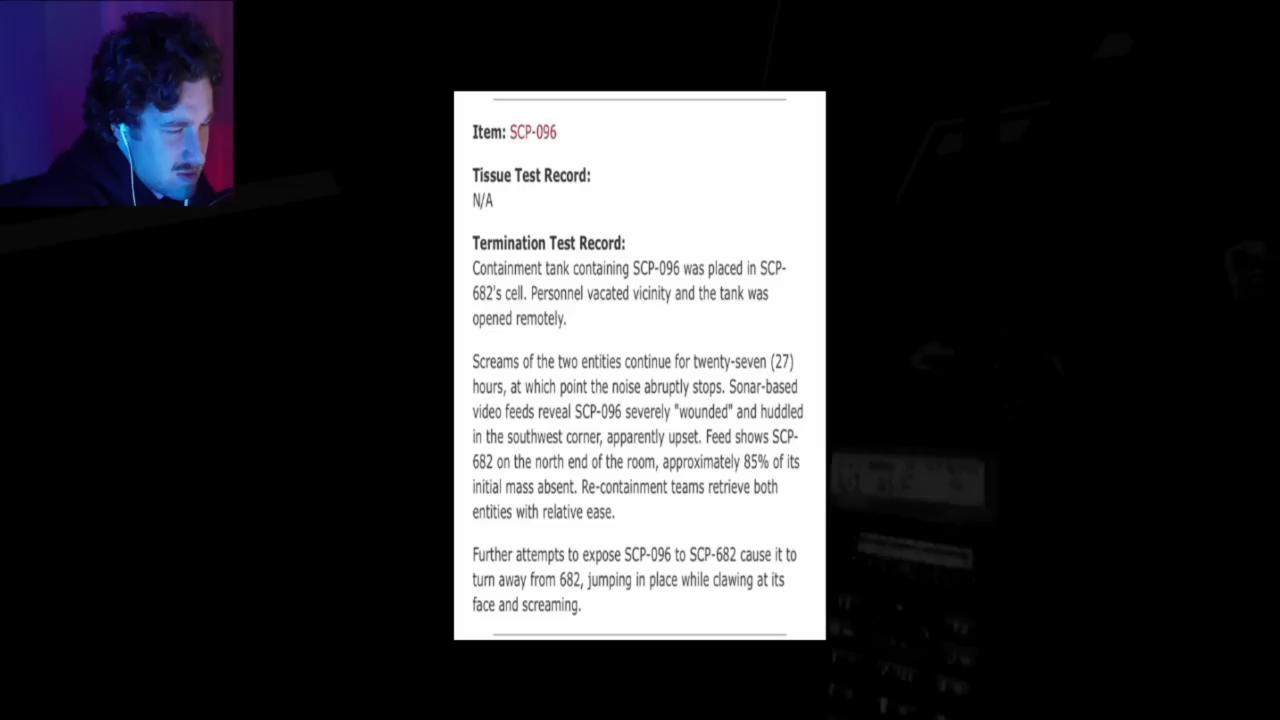 Item: SCP-096
Tissue Test Record:
N/A
Termination Test Record:
Containment tank containing SCP-096 was placed in SCP-
682's cell. Personnel vacated vicinity and the tank was
opened remotely.
Screams of the two entities continue for twenty-seven (27)
hours, at which point the noise abruptly stops. Sonar-based
video feeds reveal SCP-096 severely "wounded" and huddled
in the southwest corner, apparently upset. Feed shows SCP-
682 on the north end of the room, approximately 85% of its
initial mass absent. Re-containment teams retrieve both
entities with relative ease.
Further attempts to expose SCP-096 to SCP-682 cause it to
turn away from 682, jumping in place while clawing at its
face and screaming.